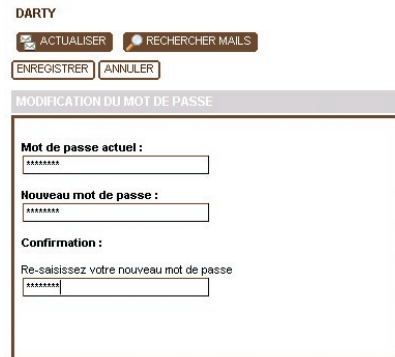 DARTY
ACTUALISER RECHERCHER MAILS
ENREGISTRER ANNULER
MODIFICATION DU MOT DE PASSE
Mot de passe actuel :
********
Nouveau mot de passe :
********
Confirmation :
Re-saisissez votre nouveau mot de passe
********